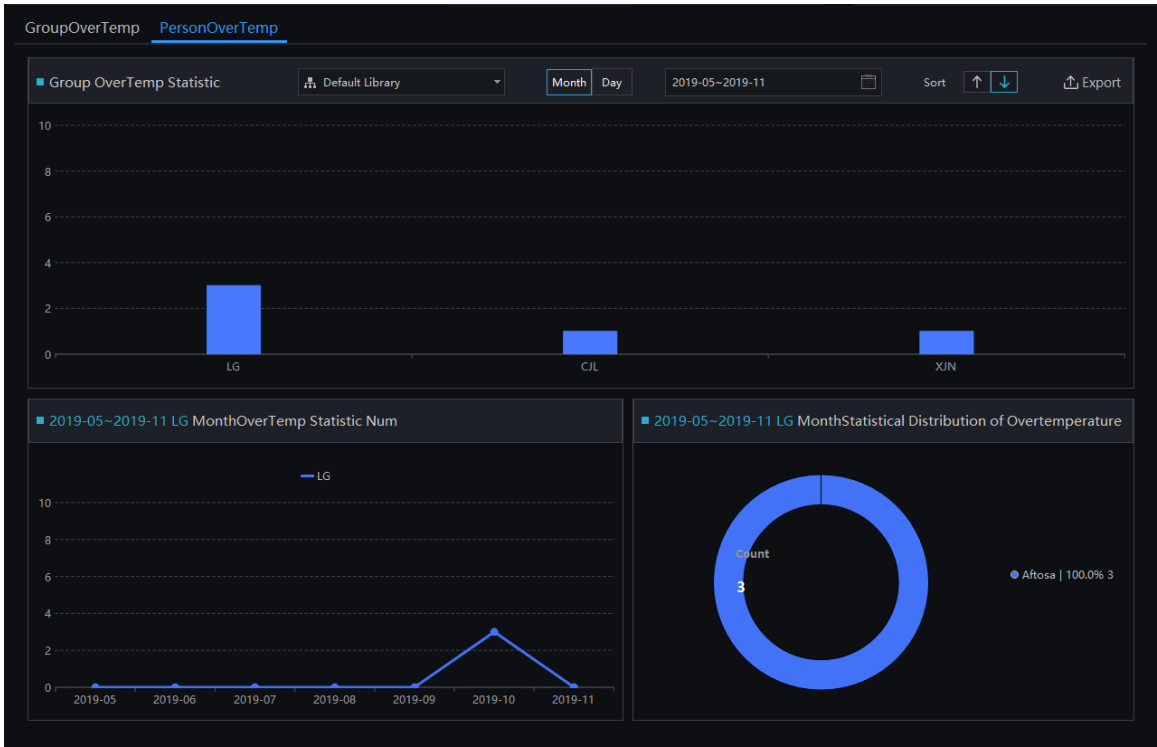 GroupOverTemp PersonOverTemp
Group OverTemp Statistic Default Library Month Day 2019-05~2019-11 Sort Export
10
8
6
4
2
0
LG CJL XJN
2019-05~2019-11 LG MonthOverTemp Statistic Num
LG
10
8
6
4
2
0
2019-05 2019-06 2019-07 2019-08 2019-09 2019-10 2019-11
2019-05~2019-11 LG MonthStatistical Distribution of Overtemperature
Count
3
Aftosa | 100.0% 3